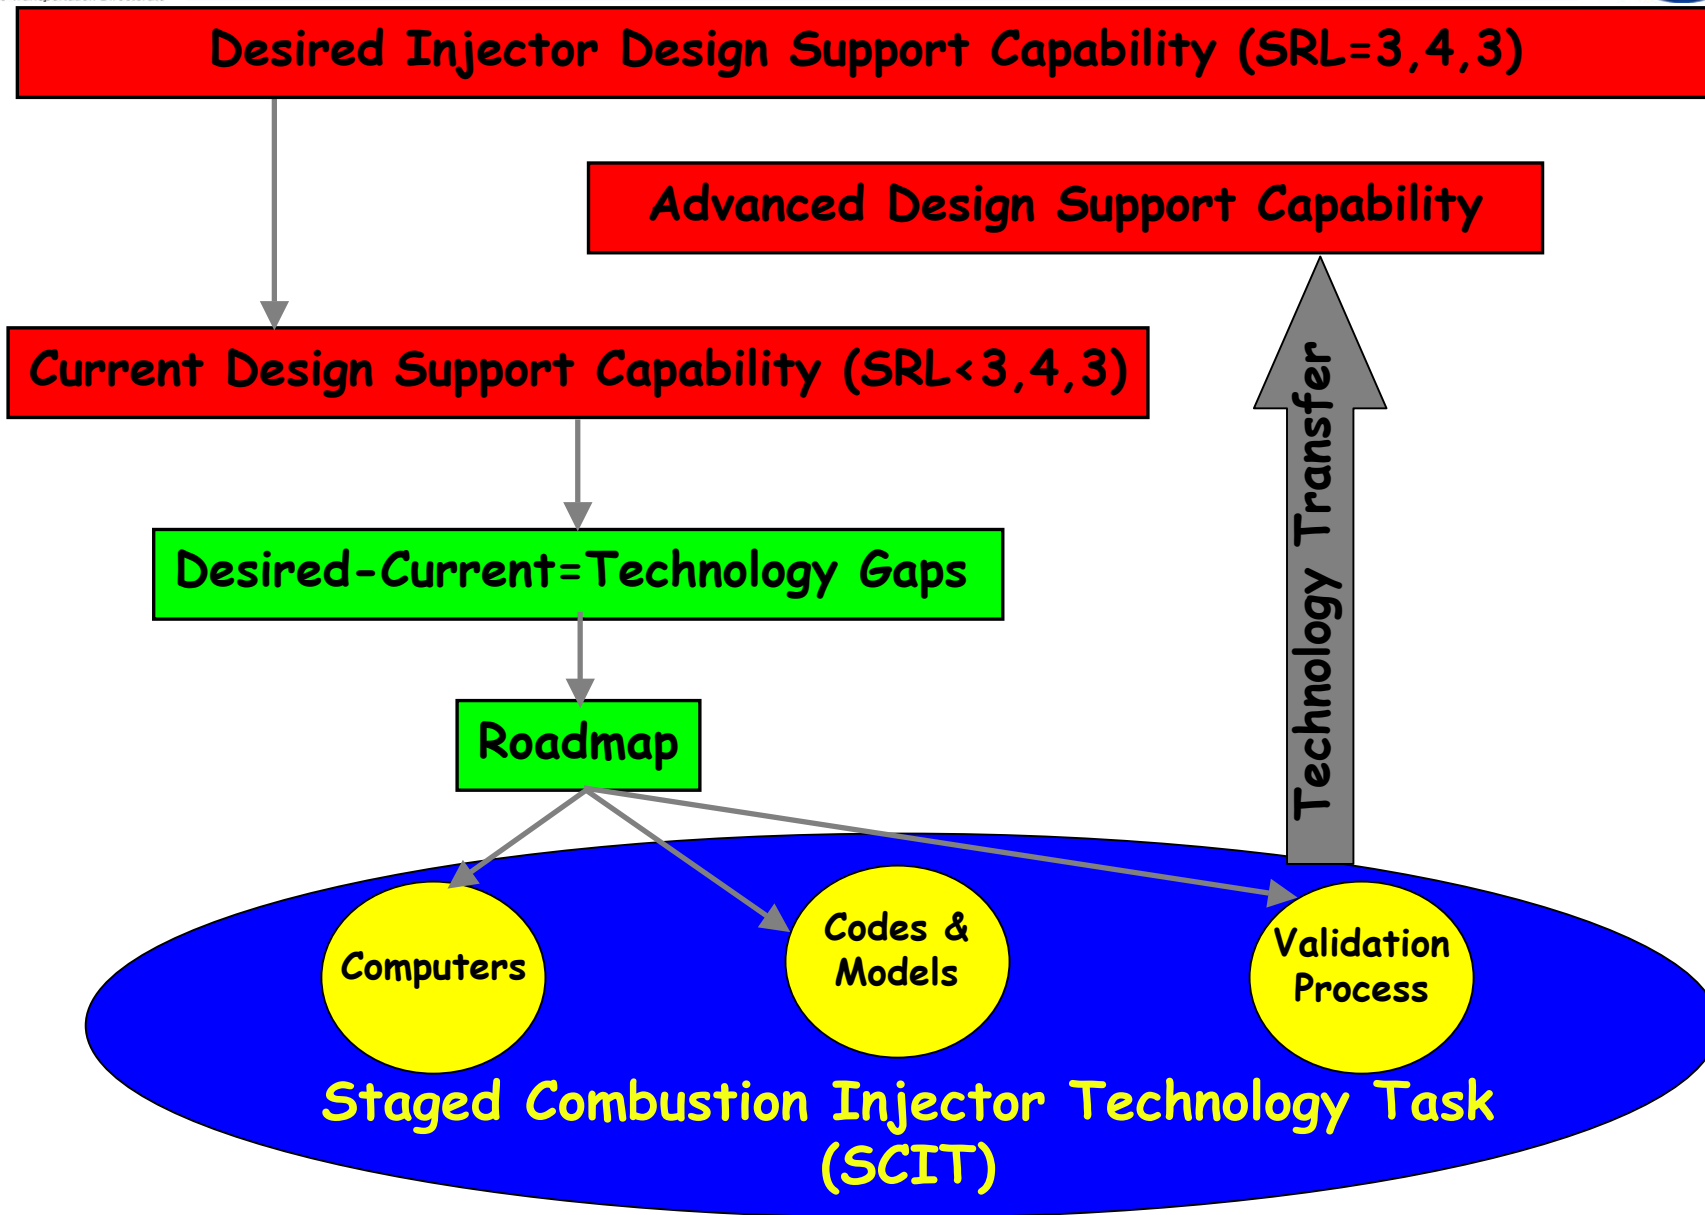 Desired Injector Design Support Capability (SRL=3,4,3)
Advanced Design Support Capability
Current Design Support Capability (SRL<3,4,3)
Desired-Current=Technology Gaps
Roadmap
Technology Transfer
Computers
Codes &
Models
Validation
Process
Staged Combustion Injector Technology Task
(SCIT)